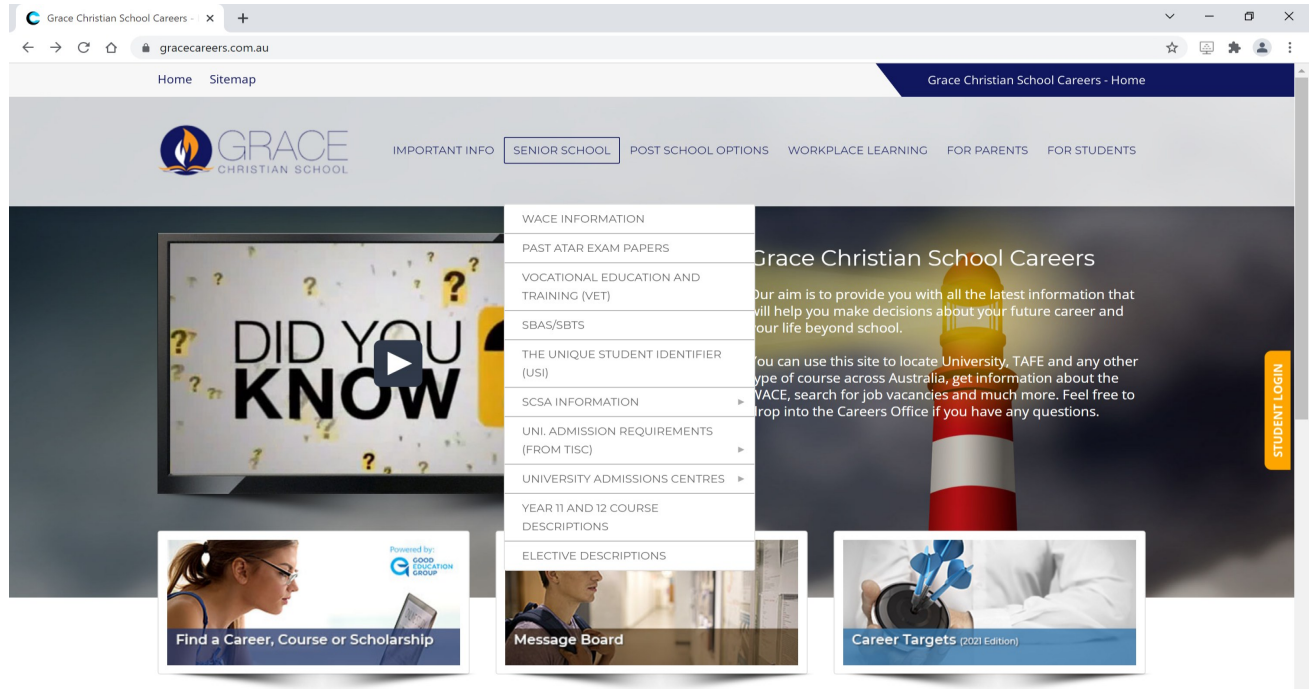 Grace Christian School Careers -
gracecareers.com.au
Home Sitemap
Grace Christian School Careers - Home
GRACE
CHRISTIAN SCHOOL
IMPORTANT INFO SENIOR SCHOOL POST SCHOOL OPTIONS WORKPLACE LEARNING FOR PARENTS FOR STUDENTS
WACE INFORMATION
PAST ATAR EXAM PAPERS
VOCATIONAL EDUCATION AND
TRAINING (VET)
SBAS/SBTS
THE UNIQUE STUDENT IDENTIFIER
(USI)
SCSA INFORMATION
UNI. ADMISSION REQUIREMENTS
(FROM TISC)
UNIVERSITY ADMISSIONS CENTRES
YEAR 11 AND 12 COURSE
DESCRIPTIONS
ELECTIVE DESCRIPTIONS
DID YOU
KNOW
?
Grace Christian School Careers
Our aim is to provide you with all the latest information that
will help you make decisions about your future career and
your life beyond school.
You can use this site to locate University, TAFE and any other
type of course across Australia, get information about the
WACE, search for job vacancies and much more. Feel free to
drop into the Careers Office if you have any questions.
STUDENT LOGIN
Powered by:
GOOD
EDUCATION
GROUP
Find a Career, Course or Scholarship
Message Board
Career Targets (2021 Edition)